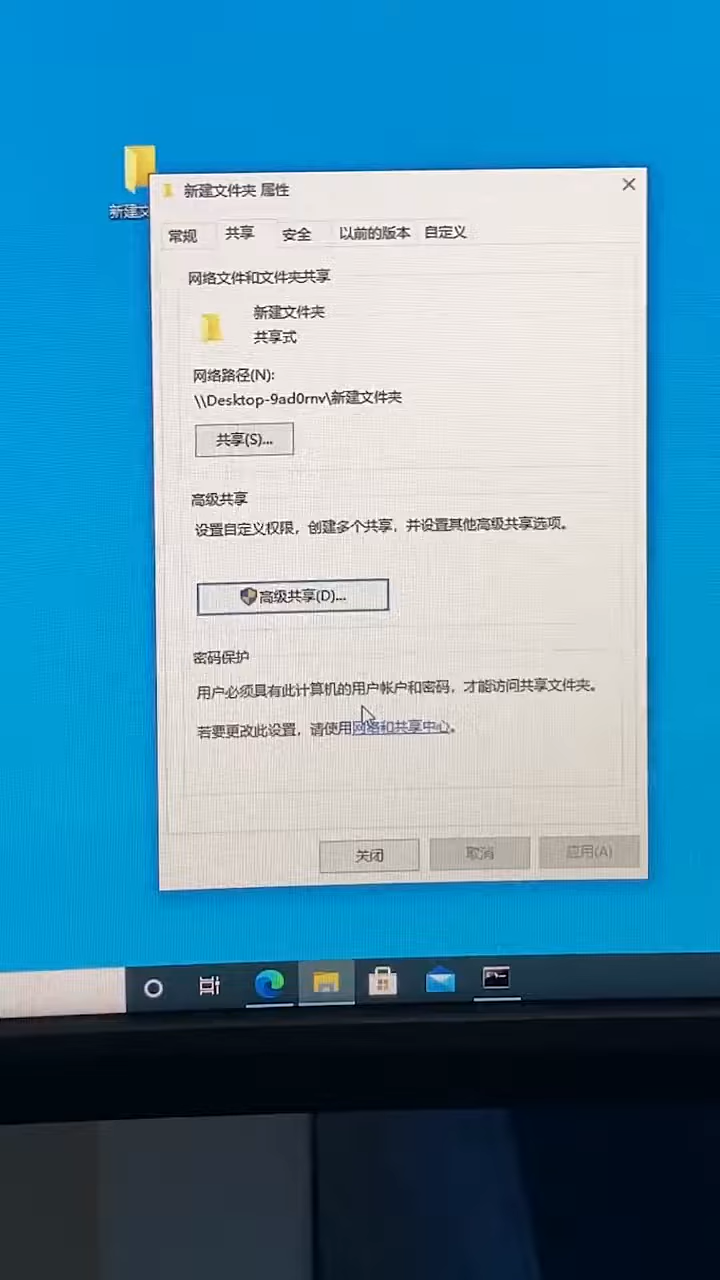 新建文
新建文件夹 属性
常规 共享 安全 以前的版本 自定义
网络文件和文件夹共享
新建文件夹
共享式
网络路径(N):
\\Desktop-9ad0rnv\新建文件夹
共享(S)...
高级共享
设置自定义权限，创建多个共享，并设置其他高级共享选项。
高级共享(D)...
密码保护
用户必须具有此计算机的用户帐户和密码，才能访问共享文件夹。
若要更改此设置，请使用网络和共享中心。
关闭 取消 应用(A)